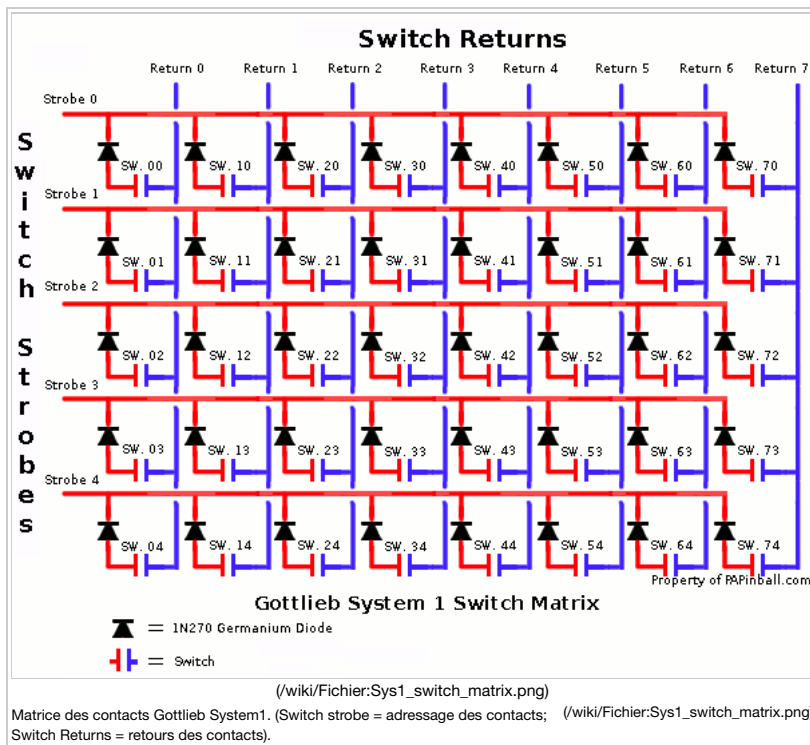 Switch Returns
Return 0 Return 1 Return 2 Return 3 Return 4 Return 5 Return 6 Return 7
Switch Strobes
Strobe 0
SW. 00 SW. 10 SW. 20 SW. 30 SW. 40 SW. 50 SW. 60 SW. 70
Strobe 1
SW. 01 SW. 11 SW. 21 SW. 31 SW. 41 SW. 51 SW. 61 SW. 71
Strobe 2
SW. 02 SW. 12 SW. 22 SW. 32 SW. 42 SW. 52 SW. 62 SW. 72
Strobe 3
SW. 03 SW. 13 SW. 23 SW. 33 SW. 43 SW. 53 SW. 63 SW. 73
Strobe 4
SW. 04 SW. 14 SW. 24 SW. 34 SW. 44 SW. 54 SW. 64 SW. 74
Property of PAPinball.com
Gottlieb System 1 Switch Matrix
= 1N270 Germanium Diode
= Switch
(/wiki/Fichier:Sys1_switch_matrix.png)
Matrice des contacts Gottlieb System1. (Switch strobe = adressage des contacts; (/wiki/Fichier:Sys1_switch_matrix.png)
Switch Returns = retours des contacts).